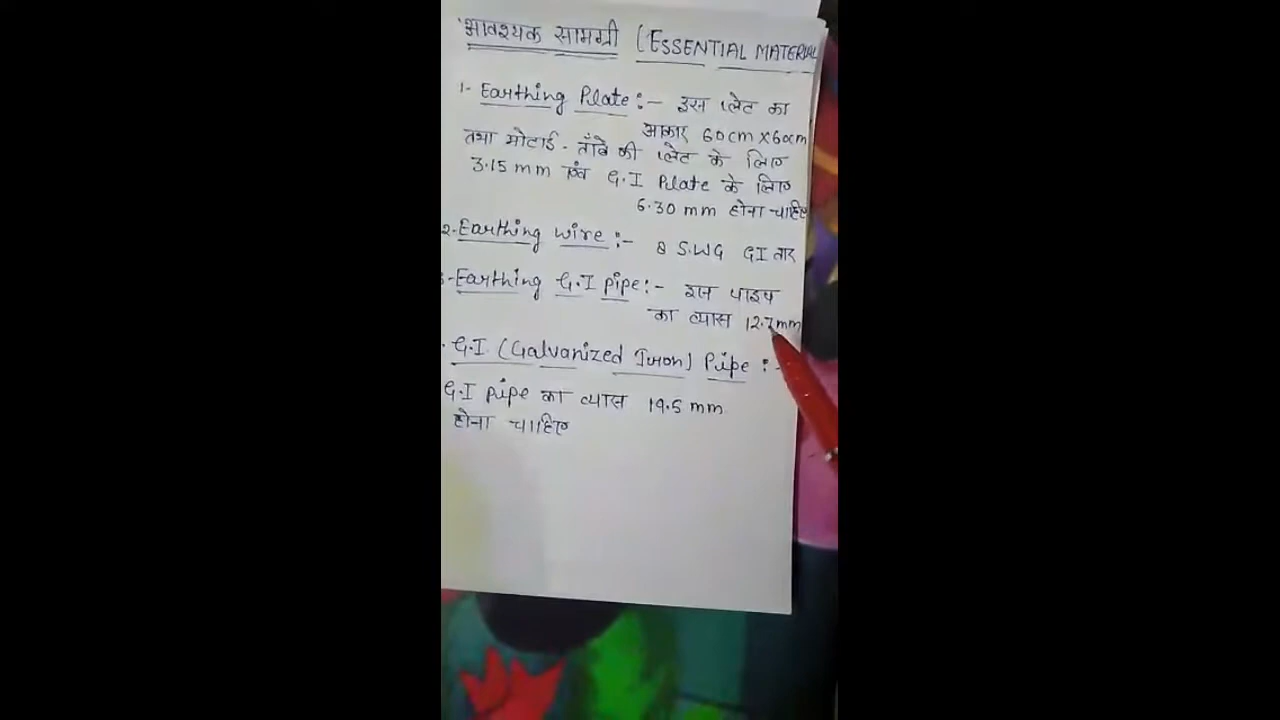 आवश्यक सामग्री (ESSENTIAL MATERIAL
1- Earthing Plate:- इस प्लेट का
आकार 60cm X 60cm
तथा मोटाई - ताँबे की प्लेट के लिए
3.15 mm एवं G.I Plate के लिए
6.30 mm होना चाहिए
2. Earthing Wire:- 8 S.W.G GI तार
3- Earthing G.I pipe:- इस पाइप
का व्यास 12.7mm
. G.I. (Galvanized Iron) Pipe :-
G.I pipe का व्यास 19.5 mm
होना चाहिए